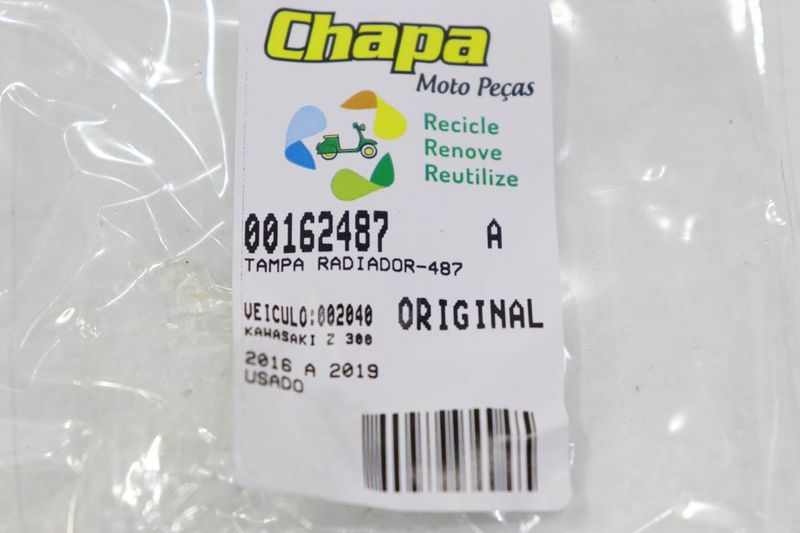 Chapa
Moto Peças
Recicle
Renove
Reutilize
00162487 A
TAMPA RADIADOR-487
VEICULO:002040 ORIGINAL
KAWASAKI Z 300
2016 A 2019
USADO